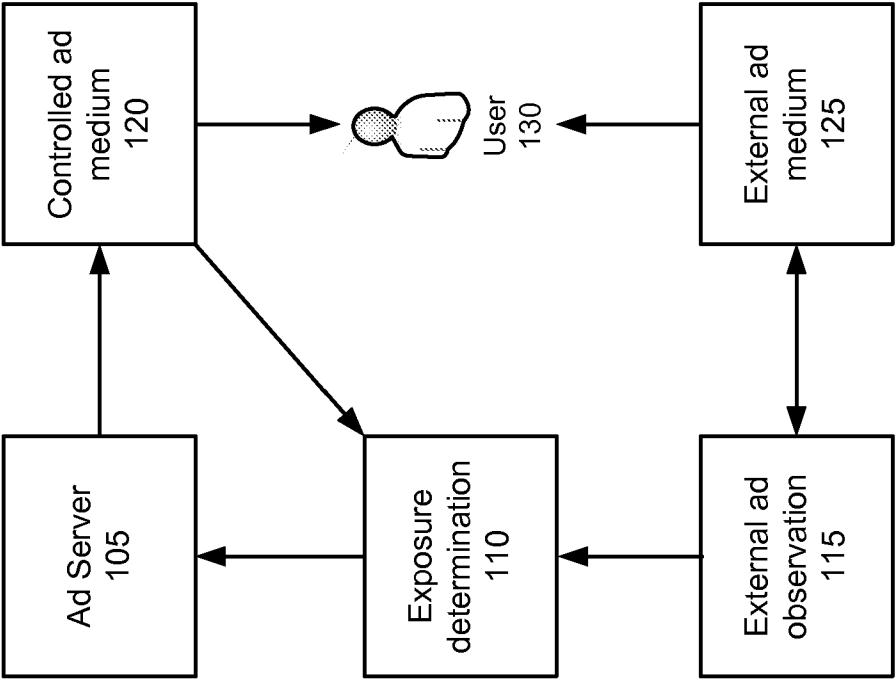 Ad Server
105
Controlled ad
medium
120
Exposure
determination
110
User
130
External ad
observation
115
External ad
medium
125